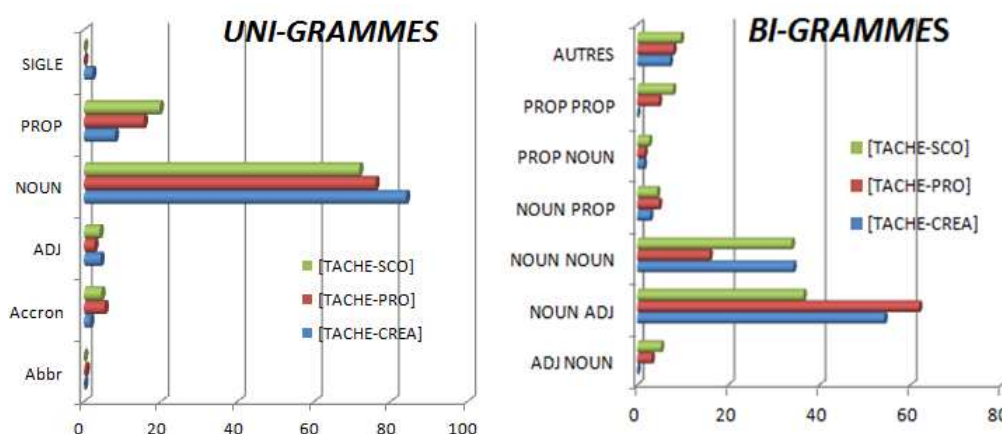 UNI-GRAMMES
SIGLE
PROP
NOUN
ADJ
Accron
Abbr
[TACHE-SCO]
[TACHE-PRO]
[TACHE-CREA]
0 20 40 60 80 100
BI-GRAMMES
AUTRES
PROP PROP
PROP NOUN
NOUN PROP
NOUN NOUN
NOUN ADJ
ADJ NOUN
[TACHE-SCO]
[TACHE-PRO]
[TACHE-CREA]
0 20 40 60 80